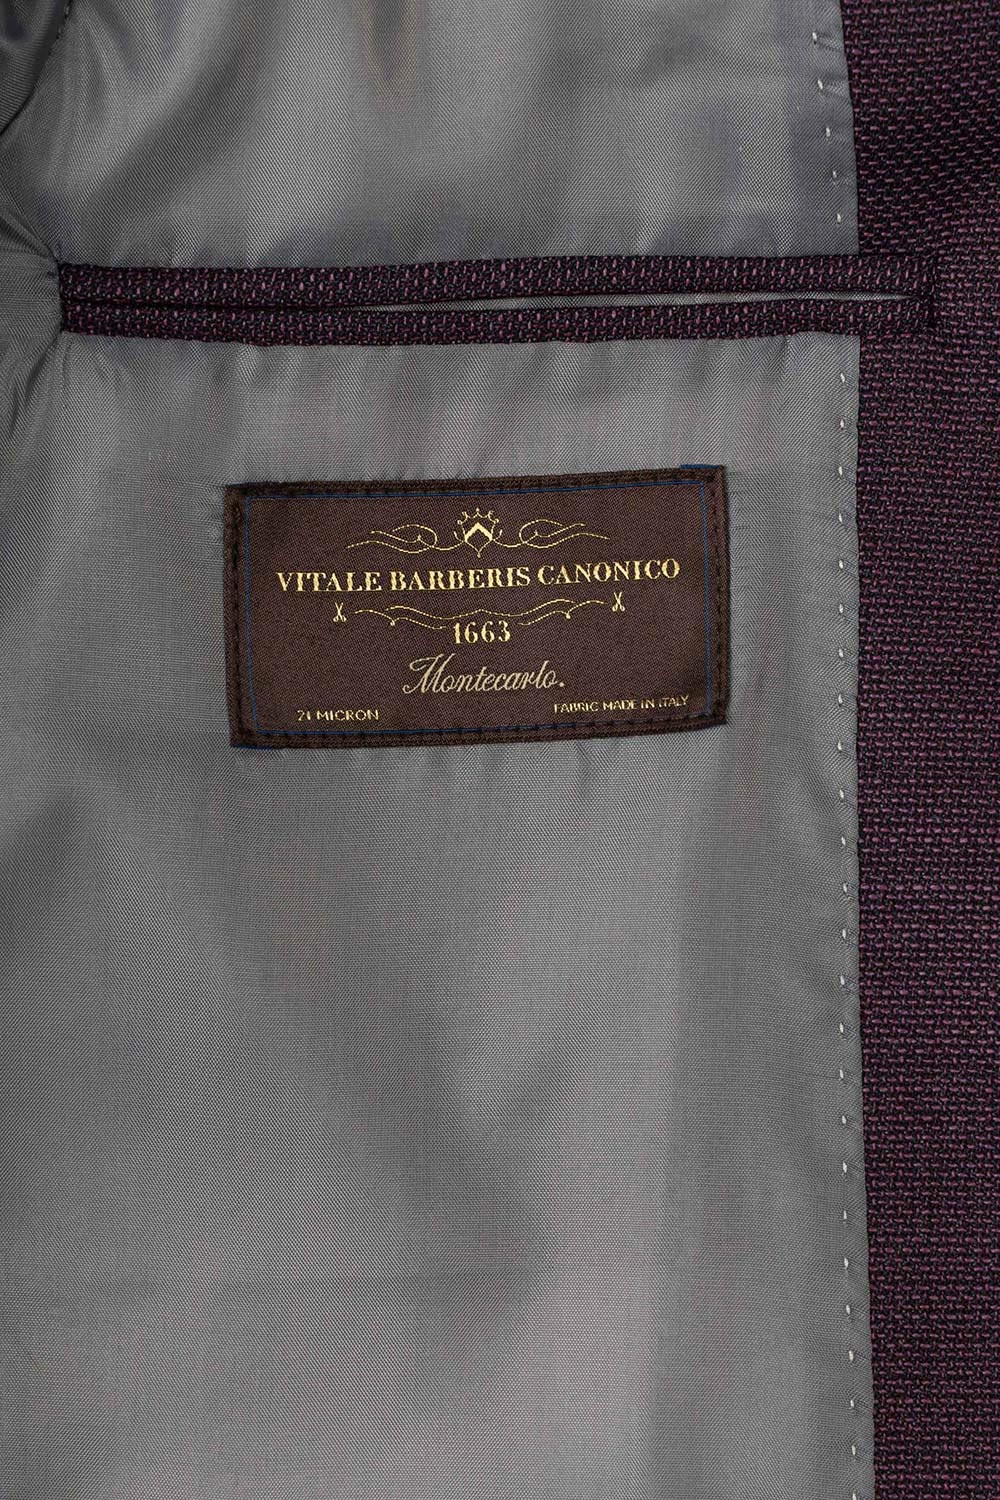 VITALE BARBERIS CANONICO
1663
Montecarlo.
21 MICRON
FABRIC MADE IN ITALY